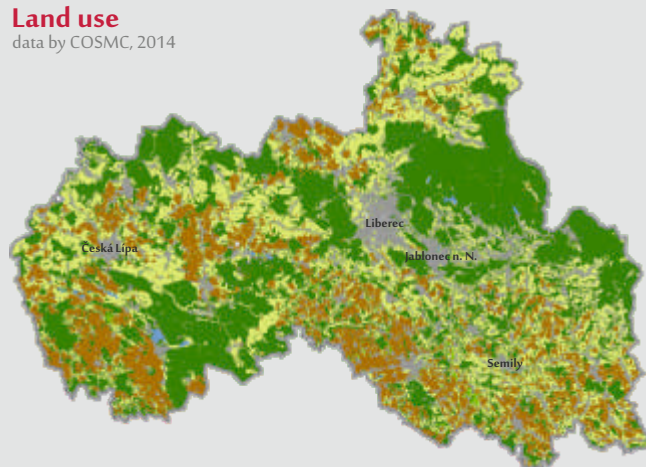 Land use
data by COSMC, 2014
Liberec
Česká Lípa
Jablonec n. N.
Semily